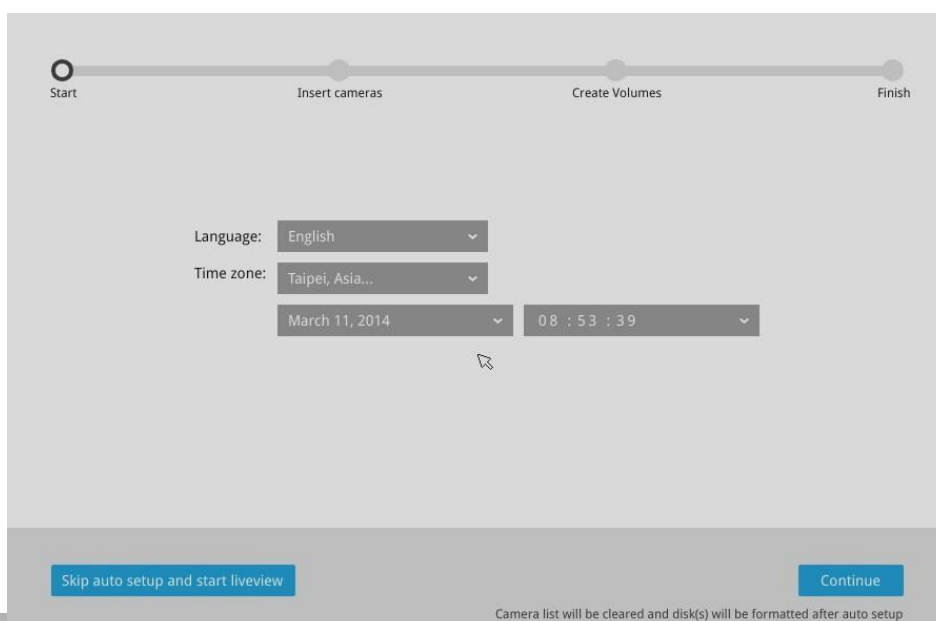 Start Insert cameras Create Volumes Finish
Language: English
Time zone: Taipei, Asia...
March 11, 2014 08 : 53 : 39
Skip auto setup and start liveview Continue
Camera list will be cleared and disk(s) will be formatted after auto setup